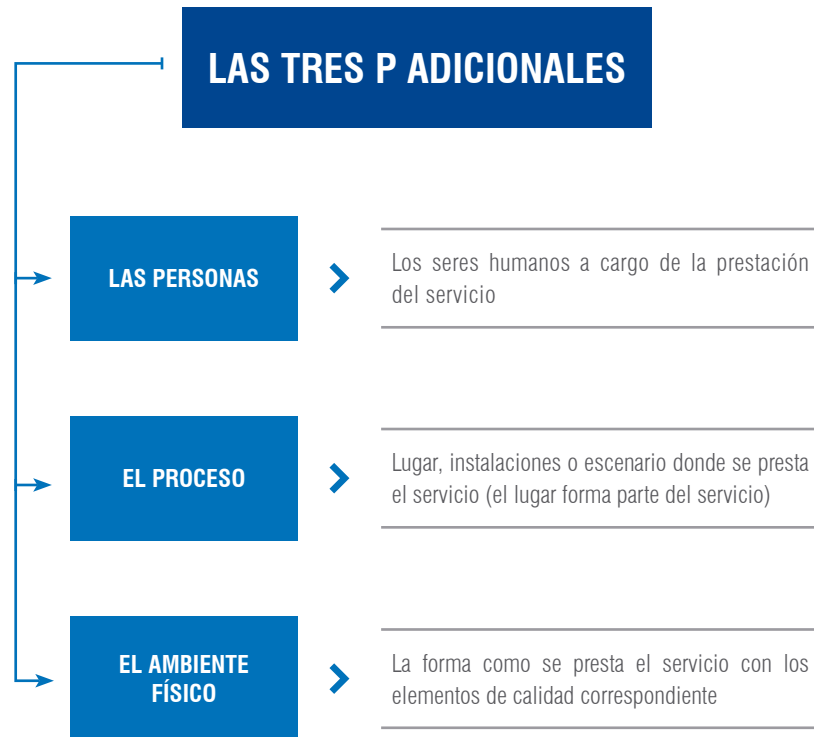 LAS TRES P ADICIONALES
LAS PERSONAS
Los seres humanos a cargo de la prestación
del servicio
EL PROCESO
Lugar, instalaciones o escenario donde se presta
el servicio (el lugar forma parte del servicio)
EL AMBIENTE
FÍSICO
La forma como se presta el servicio con los
elementos de calidad correspondiente